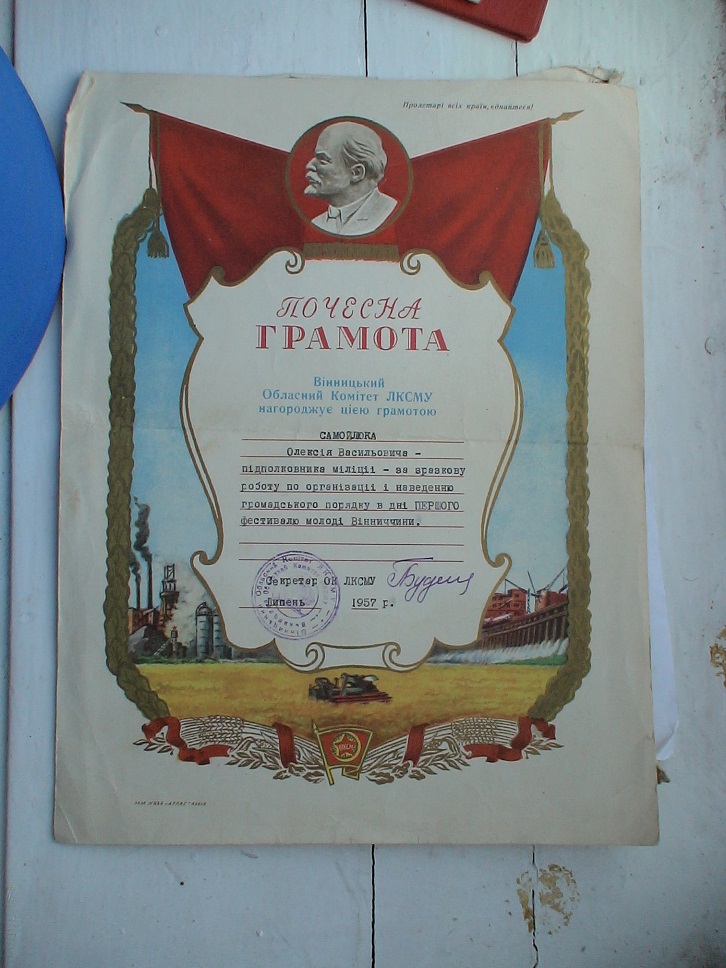 Пролетарі всіх країн, єднайтеся!
ПОЧЕСНА
ГРАМОТА
Вінницький
Обласний Комітет ЛКСМУ
нагороджує цією грамотою
САМОЙЛЮКА
Олексія Васильовича -
підполковника міліції - за зразкову
роботу по організації і наведенню
громадського порядку в дні ПЕРШОГО
фестивалю молоді Вінниччини.
Секретар ОК ЛКСМУ
Липень 1957 р.